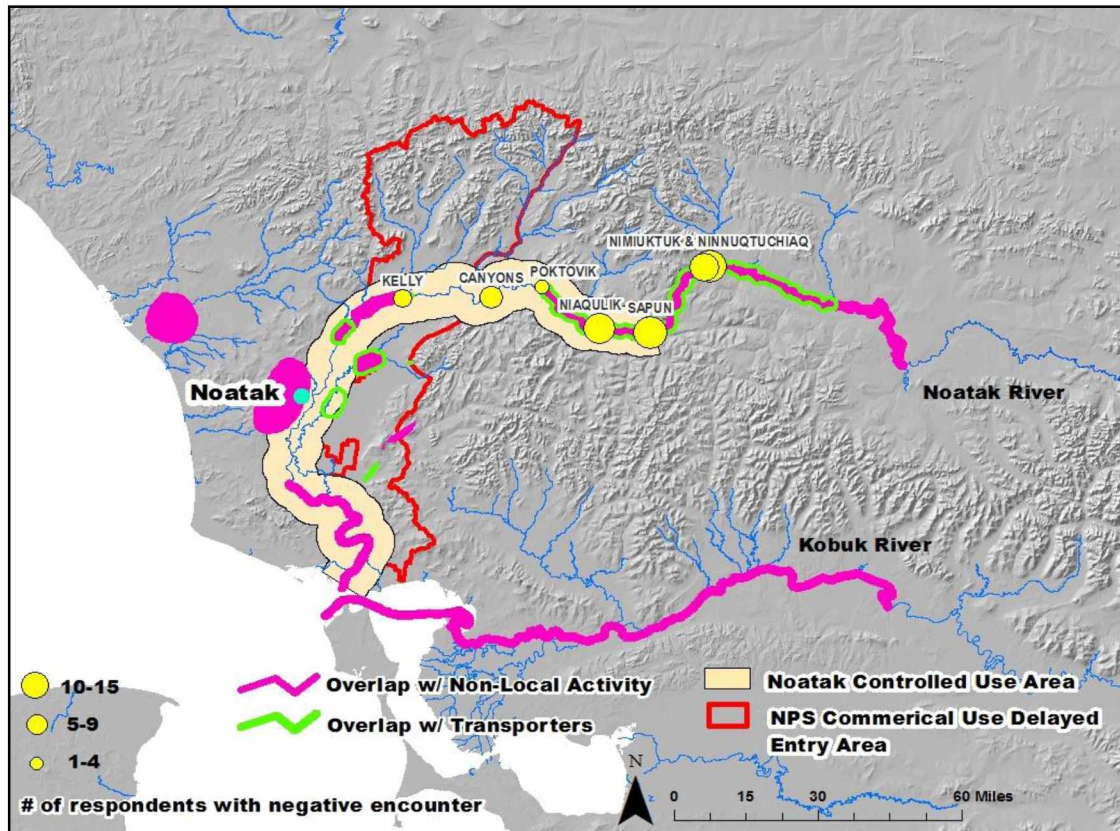 NIMIUKTUK & NINNUQTUCHIAQ
KELLY
CANYONS
POKTOVIK
NIAQULIK
SAPUN
Noatak
Noatak River
Kobuk River
10-15
5-9
1-4
# of respondents with negative encounter
Overlap w/ Non-Local Activity
Overlap w/ Transporters
Noatak Controlled Use Area
NPS Commerical Use Delayed
Entry Area
N
0 15 30 60 Miles